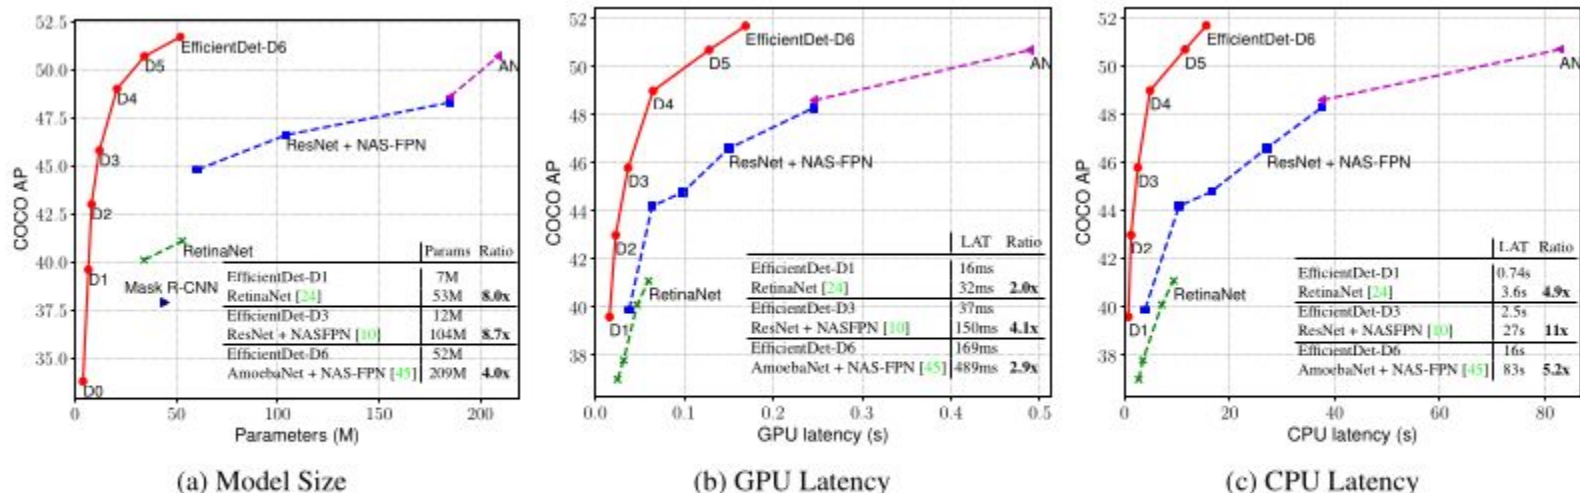 52.5
50.0
47.5
45.0
42.5
40.0
37.5
35.0
COCO AP
EfficientDet-D6
D5
AN
D4
D3
ResNet + NAS-FPN
D2
RetinaNet
D1
Mask R-CNN
D0
Params Ratio
EfficientDet-D1 7M
RetinaNet [24] 53M 8.0x
EfficientDet-D3 12M
ResNet + NASFPN [10] 104M 8.7x
EfficientDet-D6 52M
AmoebaNet + NAS-FPN [45] 209M 4.0x
0 50 100 150 200
Parameters (M)
(a) Model Size
52
50
48
46
44
42
40
38
COCO AP
EfficientDet-D6
D5
AN
D4
D3
ResNet + NAS-FPN
D2
RetinaNet
D1
LAT Ratio
EfficientDet-D1 16ms
RetinaNet [24] 32ms 2.0x
EfficientDet-D3 37ms
ResNet + NASFPN [10] 150ms 4.1x
EfficientDet-D6 169ms
AmoebaNet + NAS-FPN [45] 489ms 2.9x
0.0 0.1 0.2 0.3 0.4 0.5
GPU latency (s)
(b) GPU Latency
52
50
48
46
44
42
40
38
COCO AP
EfficientDet-D6
D5
AN
D4
D3
ResNet + NAS-FPN
D2
RetinaNet
D1
LAT Ratio
EfficientDet-D1 0.74s
RetinaNet [24] 3.6s 4.9x
EfficientDet-D3 2.5s
ResNet + NASFPN [10] 27s 11x
EfficientDet-D6 16s
AmoebaNet + NAS-FPN [45] 83s 5.2x
0 20 40 60 80
CPU latency (s)
(c) CPU Latency